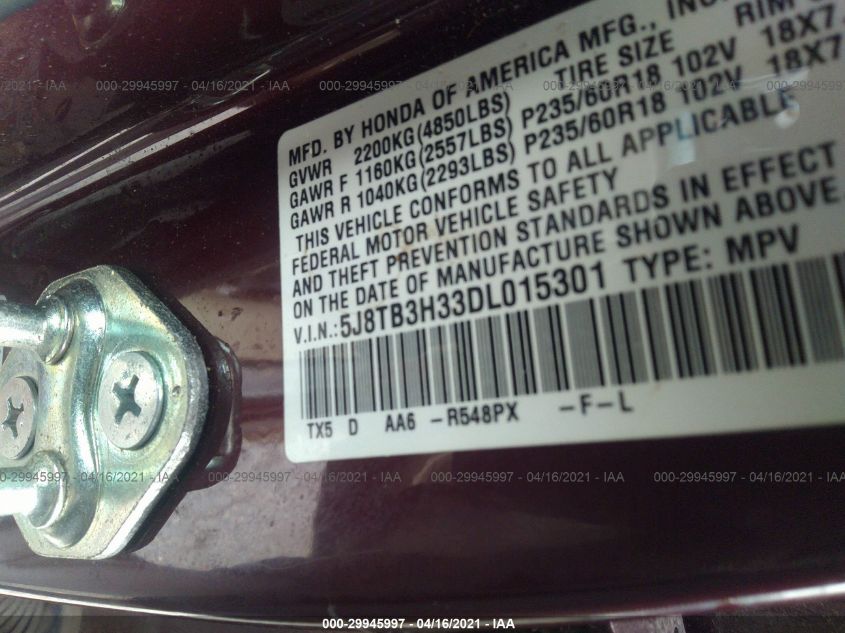 MFD. BY HONDA OF AMERICA MFG., INC.
GVWR 2200KG(4850LBS) TIRE SIZE RIM
GAWR F 1160KG(2557LBS) P235/60R18 102V 18X7.
GAWR R 1040KG(2293LBS) P235/60R18 102V 18X7
THIS VEHICLE CONFORMS TO ALL APPLICABLE
FEDERAL MOTOR VEHICLE SAFETY
AND THEFT PREVENTION STANDARDS IN EFFECT
ON THE DATE OF MANUFACTURE SHOWN ABOVE
V.I.N.: 5J8TB3H33DL015301 TYPE: MPV
TX5 D AA6 -R548PX -F-L
000-29945997 - 04/16/2021 - IAA